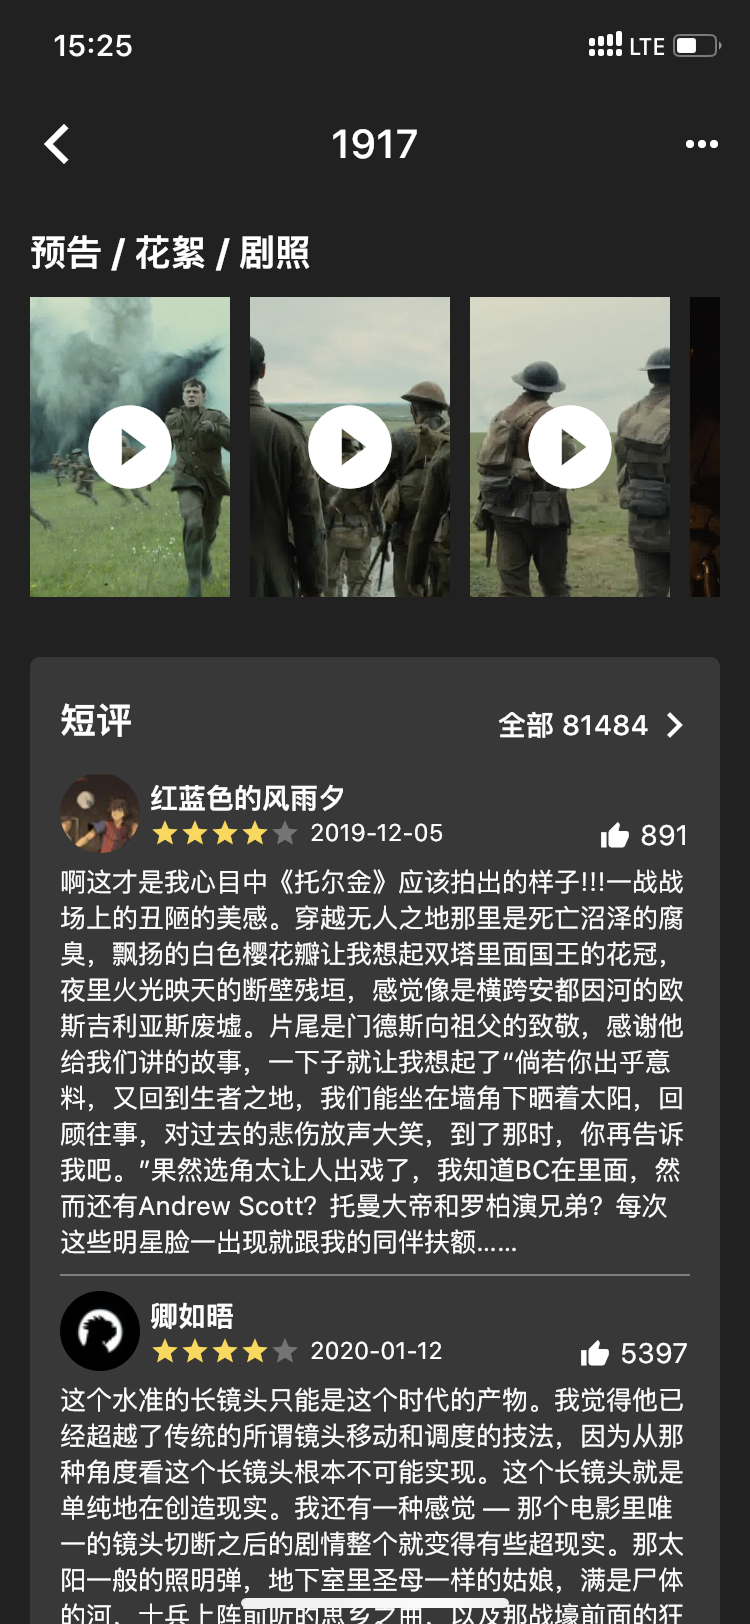 15:25
LTE
1917
预告 / 花絮 / 剧照
短评
全部 81484
红蓝色的风雨夕
2019-12-05
891
啊这才是我心目中《托尔金》应该拍出的样子!!!一战战
场上的丑陋的美感。穿越无人之地那里是死亡沼泽的腐
臭，飘扬的白色樱花瓣让我想起双塔里面国王的花冠，
夜里火光映天的断壁残垣，感觉像是横跨安都因河的欧
斯吉利亚斯废墟。片尾是门德斯向祖父的致敬，感谢他
给我们讲的故事，一下子就让我想起了“倘若你出乎意
料，又回到生者之地，我们能坐在墙角下晒着太阳，回
顾往事，对过去的悲伤放声大笑，到了那时，你再告诉
我吧。”果然选角太让人出戏了，我知道BC在里面，然
而还有Andrew Scott？托曼大帝和罗柏演兄弟？每次
这些明星脸一出现就跟我的同伴扶额……
卿如晤
2020-01-12
5397
这个水准的长镜头只能是这个时代的产物。我觉得他已
经超越了传统的所谓镜头移动和调度的技法，因为从那
种角度看这个长镜头根本不可能实现。这个长镜头就是
单纯地在创造现实。我还有一种感觉 — 那个电影里唯
一的镜头切断之后的剧情整个就变得有些超现实。那太
阳一般的照明弹，地下室里圣母一样的姑娘，满是尸体
的河，士兵上阵前听的思乡之曲，以及那战壕前面的狂